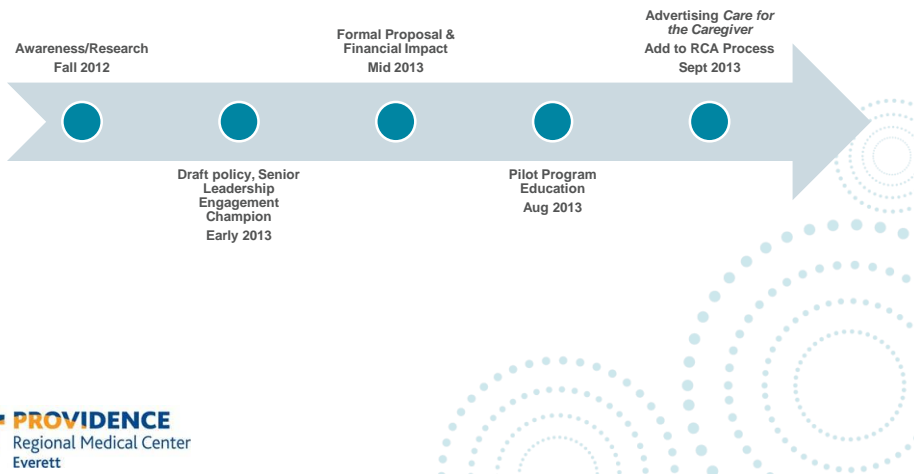 Awareness/Research
Fall 2012
Draft policy, Senior
Leadership
Engagement
Champion
Early 2013
Formal Proposal &
Financial Impact
Mid 2013
Pilot Program
Education
Aug 2013
Advertising Care for
the Caregiver
Add to RCA Process
Sept 2013
PROVIDENCE
Regional Medical Center
Everett